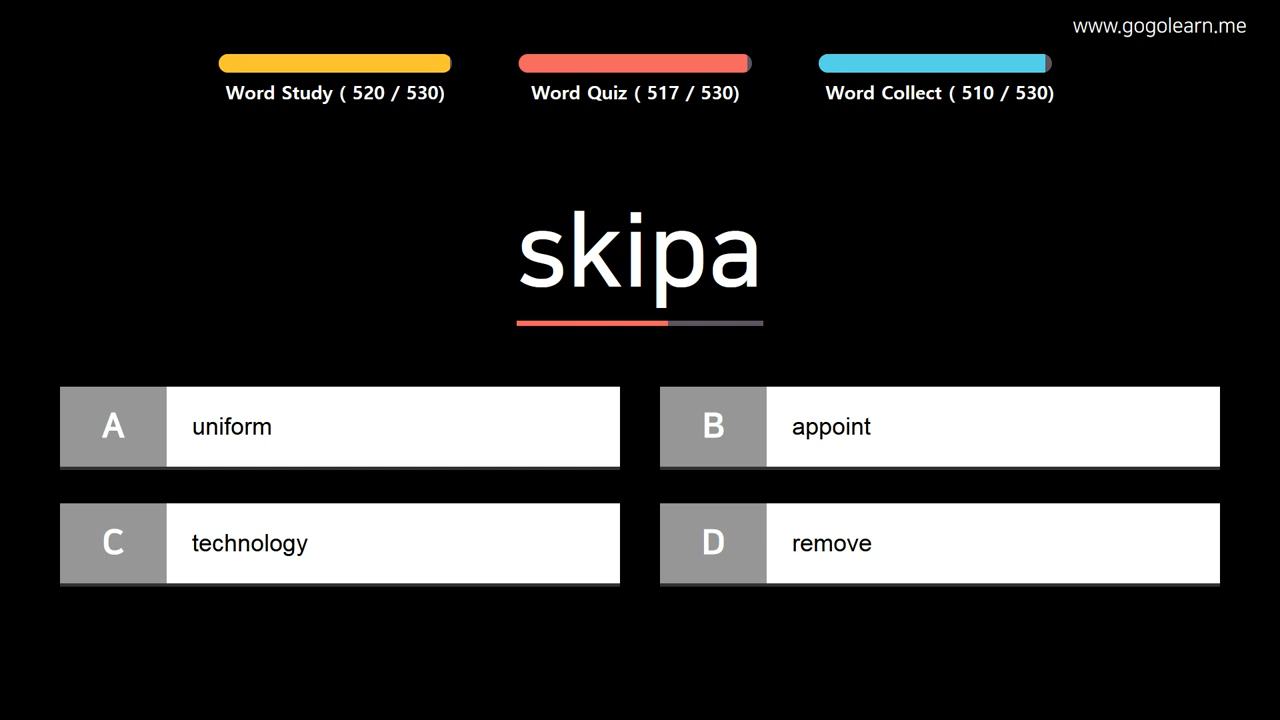 www.gogolearn.me
Word Study ( 520 / 530)
Word Quiz ( 517 / 530)
Word Collect ( 510 / 530)
skipa
A uniform
B appoint
C technology
D remove